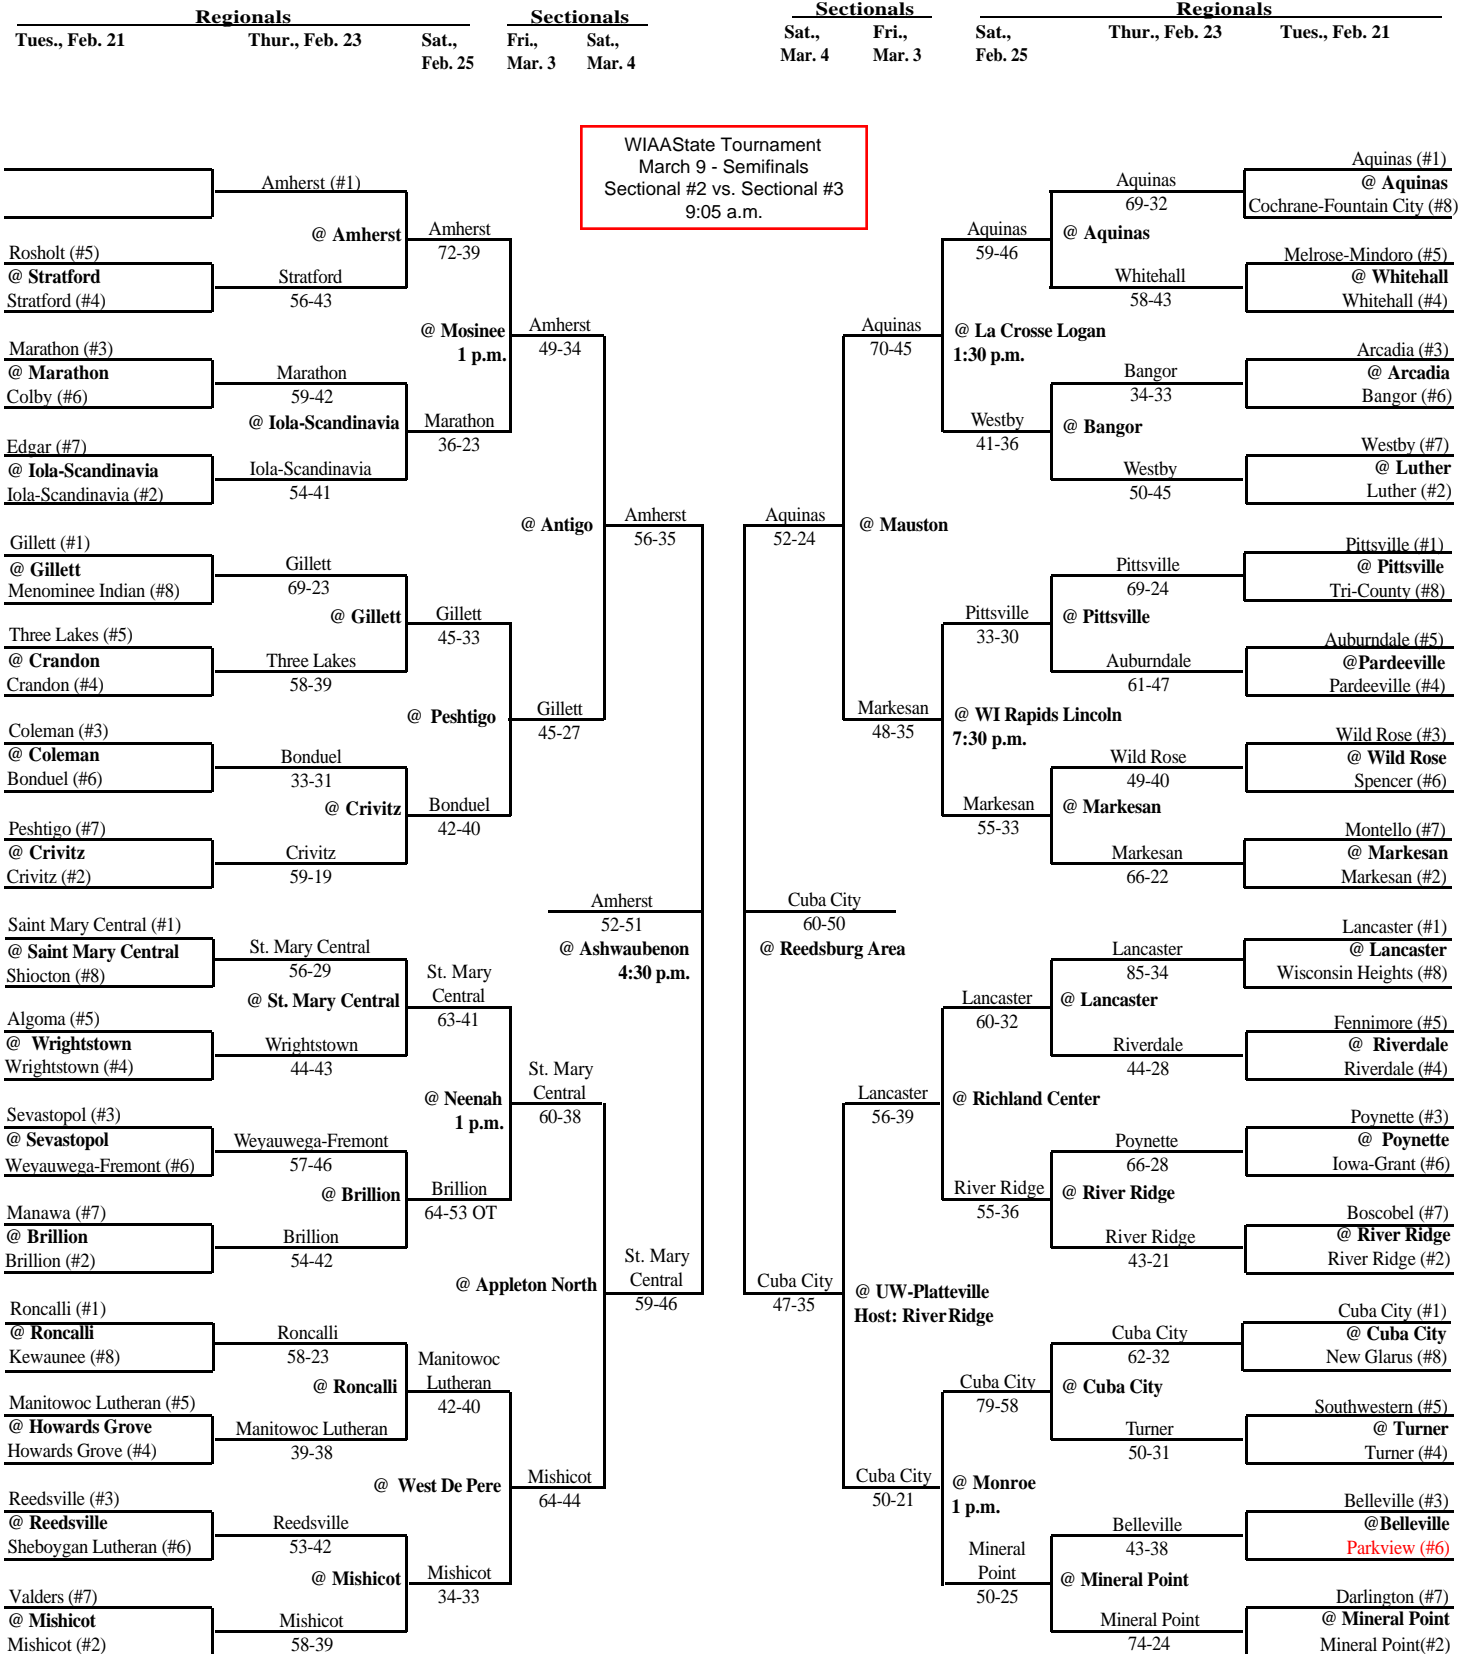 Regionals
Sectionals
Sectionals
Regionals
Tues., Feb. 21
Thur., Feb. 23
Sat.,
Feb. 25
Fri.,
Mar. 3
Sat.,
Mar. 4
Sat.,
Mar. 4
Fri.,
Mar. 3
Sat.,
Feb. 25
Thur., Feb. 23
Tues., Feb. 21
WIAAState Tournament
March 9 - Semifinals
Sectional #2 vs. Sectional #3
9:05 a.m.
Amherst (#1)
@ Amherst
Rosholt (#5)
@ Stratford
Stratford (#4)
Stratford
56-43
Amherst
72-39
@ Mosinee
1 p.m.
Marathon (#3)
@ Marathon
Colby (#6)
Marathon
59-42
@ Iola-Scandinavia
Edgar (#7)
@ Iola-Scandinavia
Iola-Scandinavia (#2)
Iola-Scandinavia
54-41
Marathon
36-23
Amherst
49-34
@ Antigo
Gillett (#1)
@ Gillett
Menominee Indian (#8)
Gillett
69-23
@ Gillett
Three Lakes (#5)
@ Crandon
Crandon (#4)
Three Lakes
58-39
Gillett
45-33
@ Peshtigo
Coleman (#3)
@ Coleman
Bonduel (#6)
Bonduel
33-31
@ Crivitz
Peshtigo (#7)
@ Crivitz
Crivitz (#2)
Crivitz
59-19
Bonduel
42-40
Gillett
45-27
Amherst
56-35
Amherst
52-51
@ Ashwaubenon
4:30 p.m.
Saint Mary Central (#1)
@ Saint Mary Central
Shiocton (#8)
St. Mary Central
56-29
@ St. Mary Central
Algoma (#5)
@ Wrightstown
Wrightstown (#4)
Wrightstown
44-43
St. Mary
Central
63-41
@ Neenah
1 p.m.
Sevastopol (#3)
@ Sevastopol
Weyauwega-Fremont (#6)
Weyauwega-Fremont
57-46
@ Brillion
Manawa (#7)
@ Brillion
Brillion (#2)
Brillion
54-42
Brillion
64-53 OT
St. Mary
Central
60-38
@ Appleton North
St. Mary
Central
59-46
Roncalli (#1)
@ Roncalli
Kewaunee (#8)
Roncalli
58-23
@ Roncalli
Manitowoc Lutheran (#5)
@ Howards Grove
Howards Grove (#4)
Manitowoc Lutheran
39-38
Manitowoc
Lutheran
42-40
@ West De Pere
Reedsville (#3)
@ Reedsville
Sheboygan Lutheran (#6)
Reedsville
53-42
@ Mishicot
Valders (#7)
@ Mishicot
Mishicot (#2)
Mishicot
58-39
Mishicot
34-33
Mishicot
64-44
Aquinas (#1)
@ Aquinas
Cochrane-Fountain City (#8)
Aquinas
69-32
@ Aquinas
Melrose-Mindoro (#5)
@ Whitehall
Whitehall (#4)
Whitehall
58-43
Aquinas
59-46
@ La Crosse Logan
1:30 p.m.
Arcadia (#3)
@ Arcadia
Bangor (#6)
Bangor
34-33
@ Bangor
Westby (#7)
@ Luther
Luther (#2)
Westby
50-45
Westby
41-36
Aquinas
70-45
@ Mauston
Aquinas
52-24
Pittsville (#1)
@ Pittsville
Tri-County (#8)
Pittsville
69-24
@ Pittsville
Auburndale (#5)
@Pardeeville
Pardeeville (#4)
Auburndale
61-47
Pittsville
33-30
@ WI Rapids Lincoln
7:30 p.m.
Wild Rose (#3)
@ Wild Rose
Spencer (#6)
Wild Rose
49-40
@ Markesan
Montello (#7)
@ Markesan
Markesan (#2)
Markesan
66-22
Markesan
55-33
Markesan
48-35
Cuba City
60-50
@ Reedsburg Area
Lancaster (#1)
@ Lancaster
Wisconsin Heights (#8)
Lancaster
85-34
@ Lancaster
Fennimore (#5)
@ Riverdale
Riverdale (#4)
Riverdale
44-28
Lancaster
60-32
@ Richland Center
Poynette (#3)
@ Poynette
Iowa-Grant (#6)
Poynette
66-28
@ River Ridge
Boscobel (#7)
@ River Ridge
River Ridge (#2)
River Ridge
43-21
River Ridge
55-36
Lancaster
56-39
@ UW-Platteville
Host: River Ridge
Cuba City
47-35
Cuba City (#1)
@ Cuba City
New Glarus (#8)
Cuba City
62-32
@ Cuba City
Southwestern (#5)
@ Turner
Turner (#4)
Turner
50-31
Cuba City
79-58
@ Monroe
1 p.m.
Belleville (#3)
@Belleville
Parkview (#6)
Belleville
43-38
@ Mineral Point
Darlington (#7)
@ Mineral Point
Mineral Point(#2)
Mineral Point
74-24
Mineral
Point
50-25
Cuba City
50-21